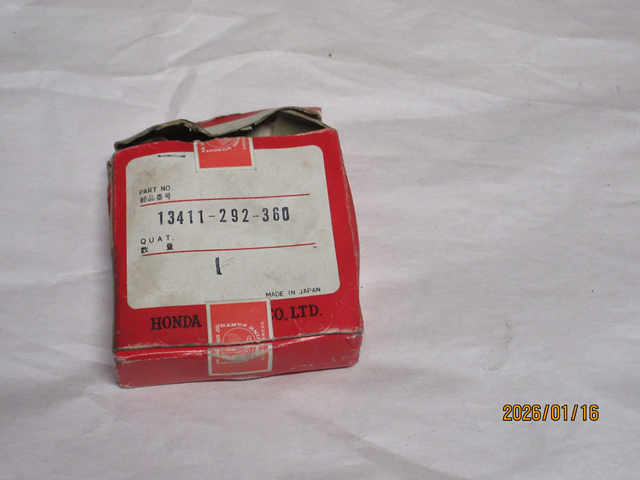 PART NO.
部品番号
13411-292-360
QUAT.
数 量
1
MADE IN JAPAN
HONDA CO., LTD.
2026/01/16